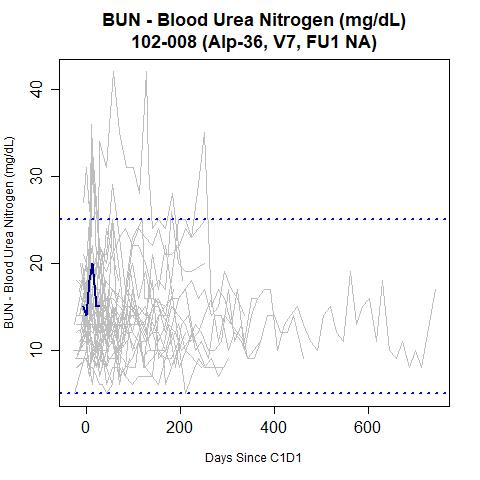 BUN - Blood Urea Nitrogen (mg/dL)
102-008 (Alp-36, V7, FU1 NA)
BUN - Blood Urea Nitrogen (mg/dL)
40
30
20
10
0
200
400
600
Days Since C1D1